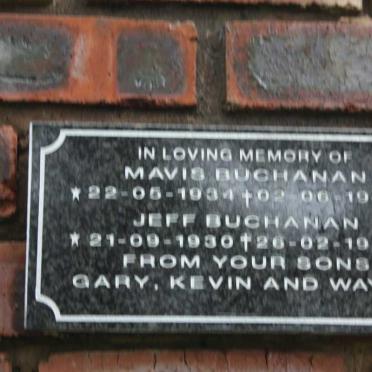 IN LOVING MEMORY OF
MAVIS BUCHANAN
★ 22-05-1934 † 02-06-19
JEFF BUCHANAN
★ 21-09-1930 † 26-02-19
FROM YOUR SONS
GARY, KEVIN AND WAY